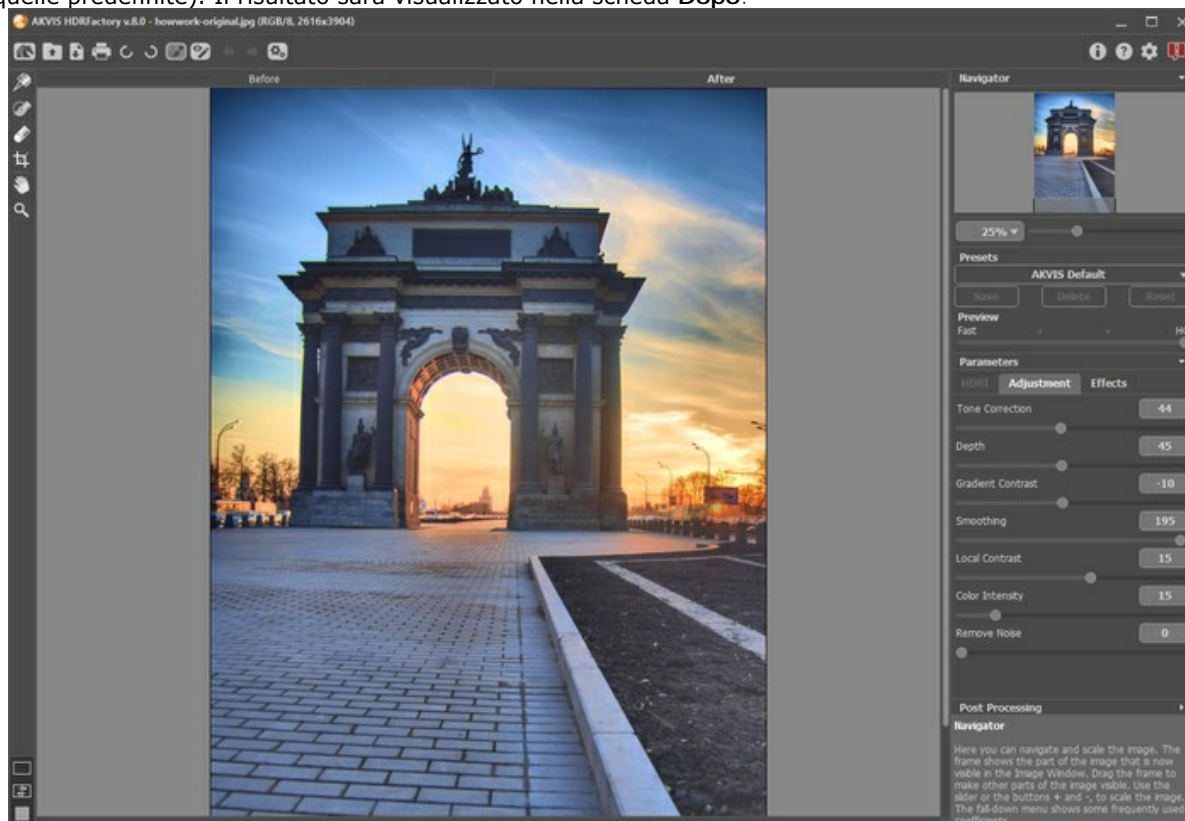 quelle predefinite). Il risultato sarà visualizzato nella scheda Dopo.
AKVIS HDRFactory v.8.0 - howwork-original.jpg (RGB/8, 2616x3904)
Before
After
Navigator
25%
Presets
AKVIS Default
Save Delete Reset
Preview
Fast
Parameters
HDRI Adjustment Effects
Tone Correction 44
Depth 45
Gradient Contrast -10
Smoothing 195
Local Contrast 15
Color Intensity 15
Remove Noise 0
Post Processing
Navigator
Here you can navigate and scale the image. The
frame shows the part of the image that is now
visible in the Image Window. Drag the frame to
make other parts of the image visible. Use the
slider or the buttons + and -, to scale the image.
The fall-down menu shows some frequently used